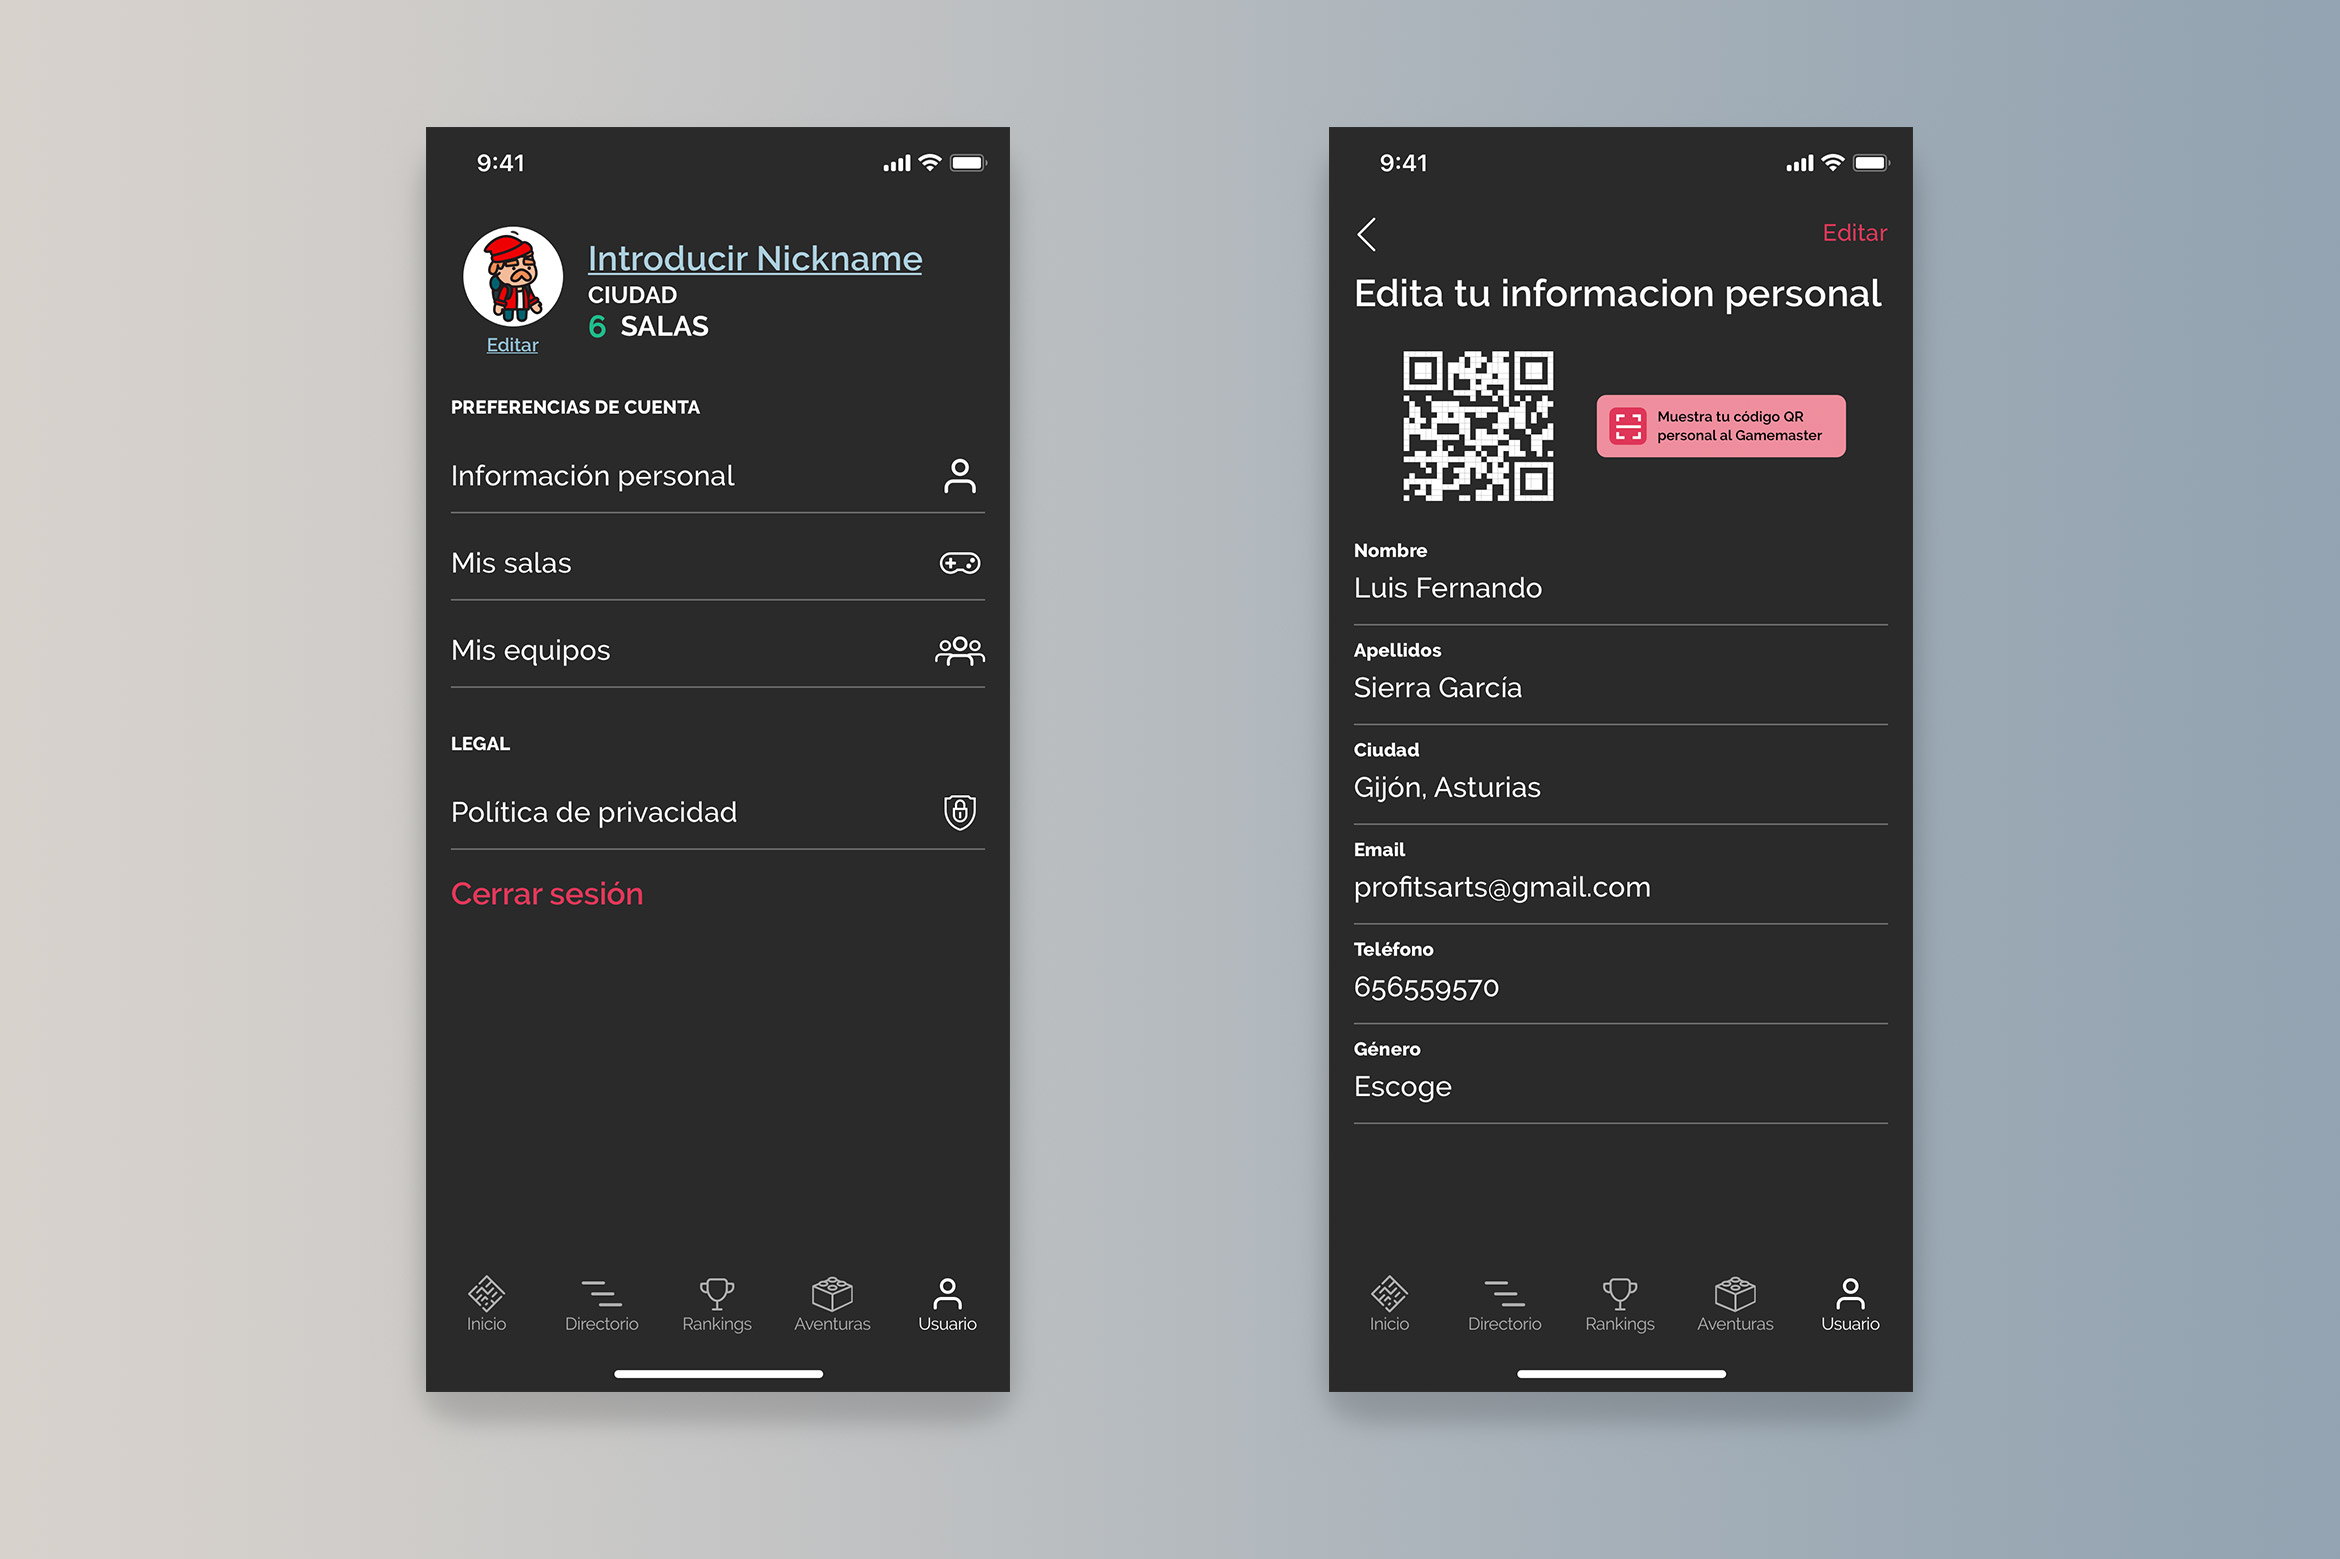 9:41
Introducir Nickname
CIUDAD
6 SALAS
Editar
PREFERENCIAS DE CUENTA
Información personal
Mis salas
Mis equipos
LEGAL
Política de privacidad
Cerrar sesión
Inicio
Directorio
Rankings
Aventuras
Usuario
9:41
Editar
Edita tu informacion personal
Muestra tu código QR
personal al Gamemaster
Nombre
Luis Fernando
Apellidos
Sierra García
Ciudad
Gijón, Asturias
Email
profitsarts@gmail.com
Teléfono
656559570
Género
Escoge
Inicio
Directorio
Rankings
Aventuras
Usuario